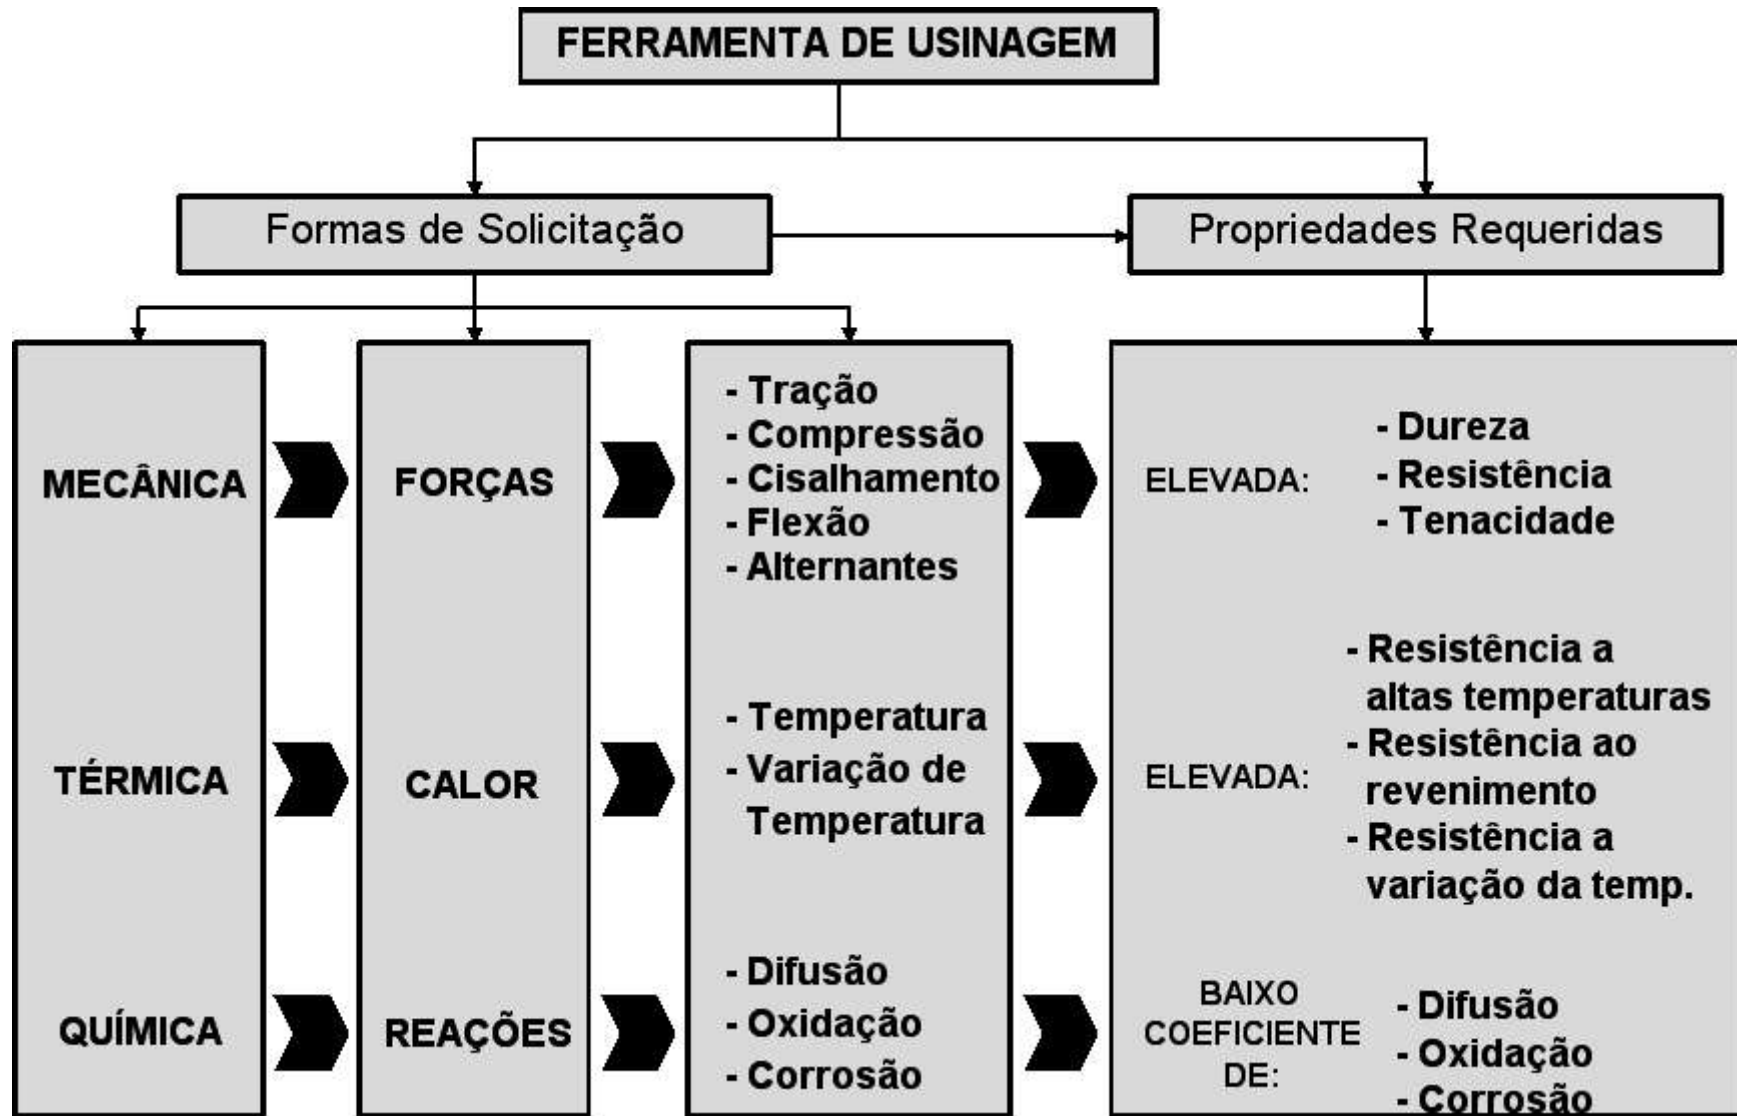 FERRAMENTA DE USINAGEM
Formas de Solicitação
Propriedades Requeridas
MECÂNICA
FORÇAS
- Tração
- Compressão
- Cisalhamento
- Flexão
- Alternantes
ELEVADA:
- Dureza
- Resistência
- Tenacidade
TÉRMICA
CALOR
- Temperatura
- Variação de
Temperatura
ELEVADA:
- Resistência a
altas temperaturas
- Resistência ao
revenimento
- Resistência a
variação da temp.
QUÍMICA
REAÇÕES
- Difusão
- Oxidação
- Corrosão
BAIXO
COEFICIENTE
DE:
- Difusão
- Oxidação
- Corrosão